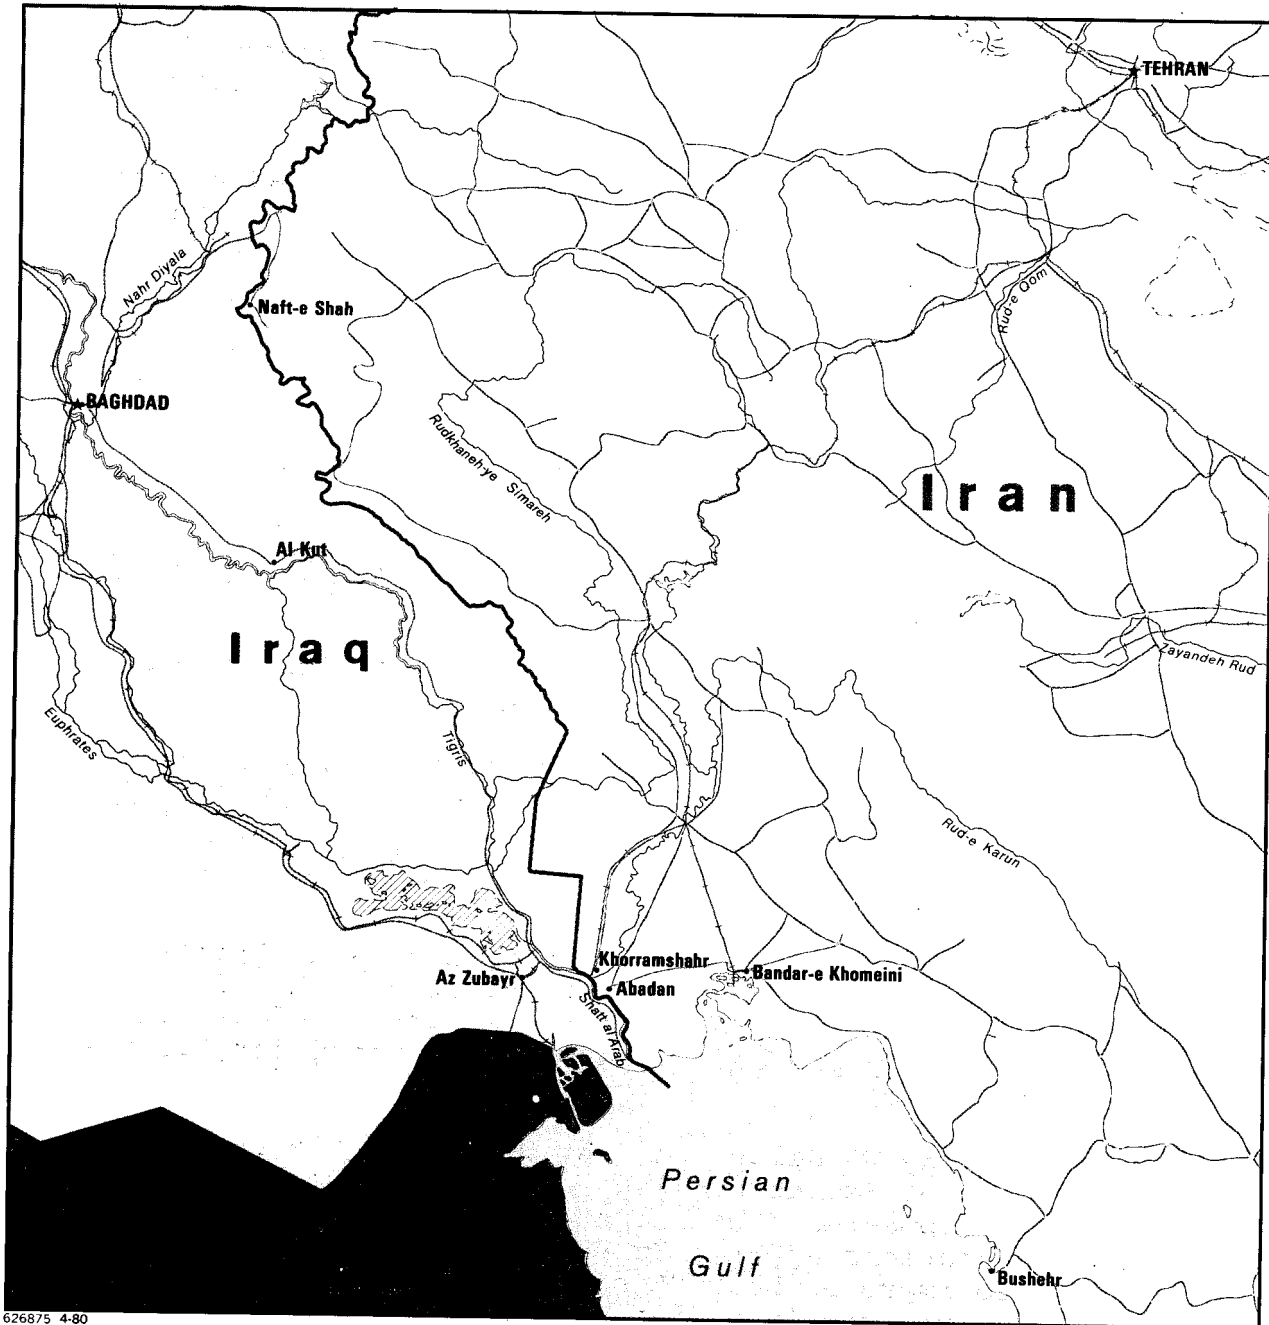 TEHRAN
Nahr Diyala
Rud-e Qom
Naft-e Shah
BAGHDAD
Rudkhaneh-ye Simareh
Iran
Al Kut
Iraq
Zayandeh Rud
Euphrates
Tigris
Rud-e Karun
Khorramshahr
Az Zubayr
Abadan
Bandar-e Khomeini
Shatt al Arab
Persian
Gulf
Bushehr
626875 4-80